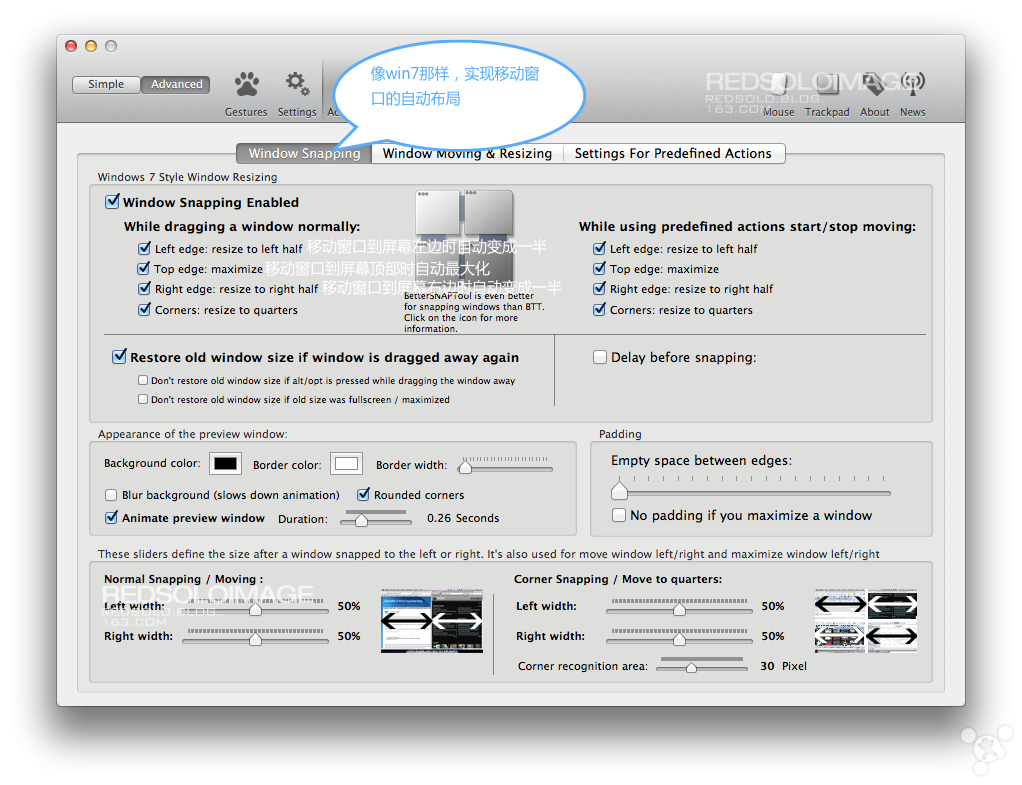 Simple
Advanced
Gestures
Settings
像win7那样，实现移动窗
口的自动布局
REDSOLOIMAGE
REDSOLO.BLOG.
163.COM
Mouse
Trackpad
About
News
Window Snapping
Window Moving & Resizing
Settings For Predefined Actions
Windows 7 Style Window Resizing
Window Snapping Enabled
While dragging a window normally:
Left edge: resize to left half 移动窗口到屏幕左边时自动变成一半
Top edge: maximize 移动窗口到屏幕顶部时自动最大化
Right edge: resize to right half 移动窗口到屏幕右边时自动变成一半
Corners: resize to quarters
BetterSNAPTool is even better
for snapping windows than BTT.
Click on the icon for more
information.
While using predefined actions start/stop moving:
Left edge: resize to left half
Top edge: maximize
Right edge: resize to right half
Corners: resize to quarters
Restore old window size if window is dragged away again
Don't restore old window size if alt/opt is pressed while dragging the window away
Don't restore old window size if old size was fullscreen / maximized
Delay before snapping:
Appearance of the preview window:
Background color:
Border color:
Border width:
Blur background (slows down animation)
Rounded corners
Animate preview window
Duration:
0.26 Seconds
Padding
Empty space between edges:
No padding if you maximize a window
These sliders define the size after a window snapped to the left or right. It's also used for move window left/right and maximize window left/right
Normal Snapping / Moving :
REDSOLOIMAGE
REDSOLO.BLOG.
163.COM
Left width:
50%
Right width:
50%
Corner Snapping / Move to quarters:
Left width:
50%
Right width:
50%
Corner recognition area:
30 Pixel